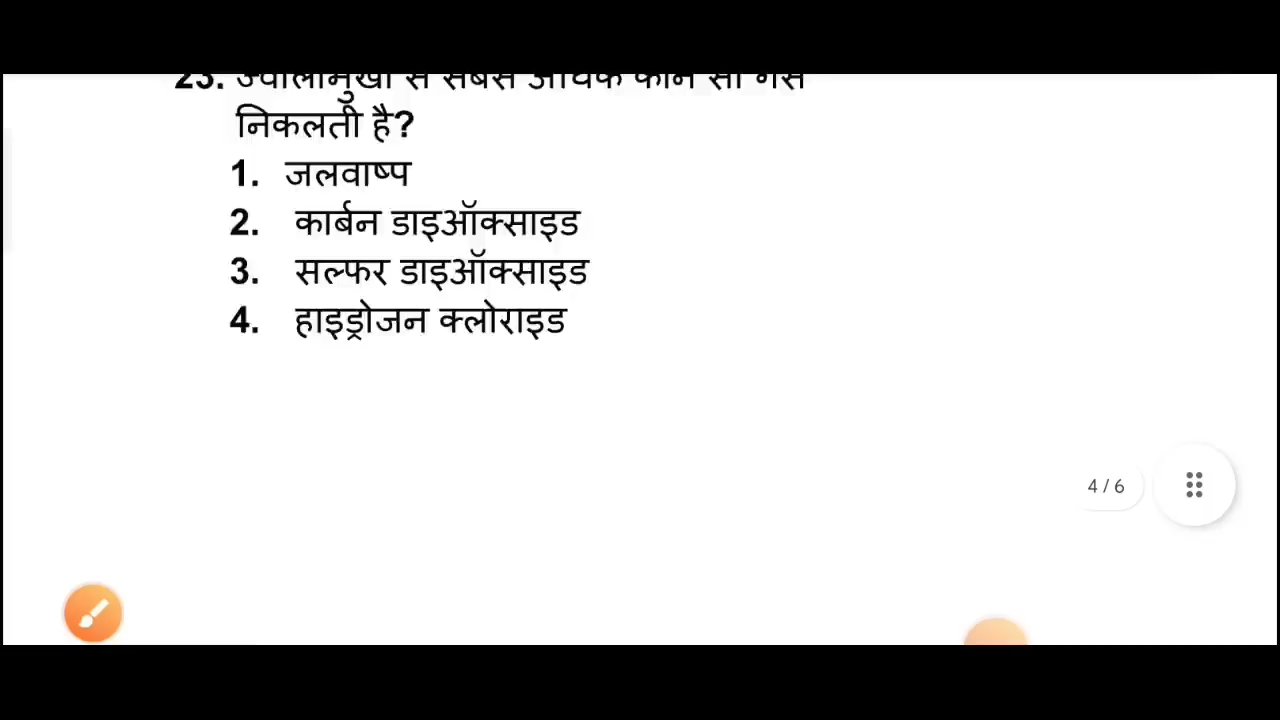 23. ज्वालामुखी से सबसे अधिक कौन सी गैस
निकलती है?
1. जलवाष्प
2. कार्बन डाइऑक्साइड
3. सल्फर डाइऑक्साइड
4. हाइड्रोजन क्लोराइड
4 / 6